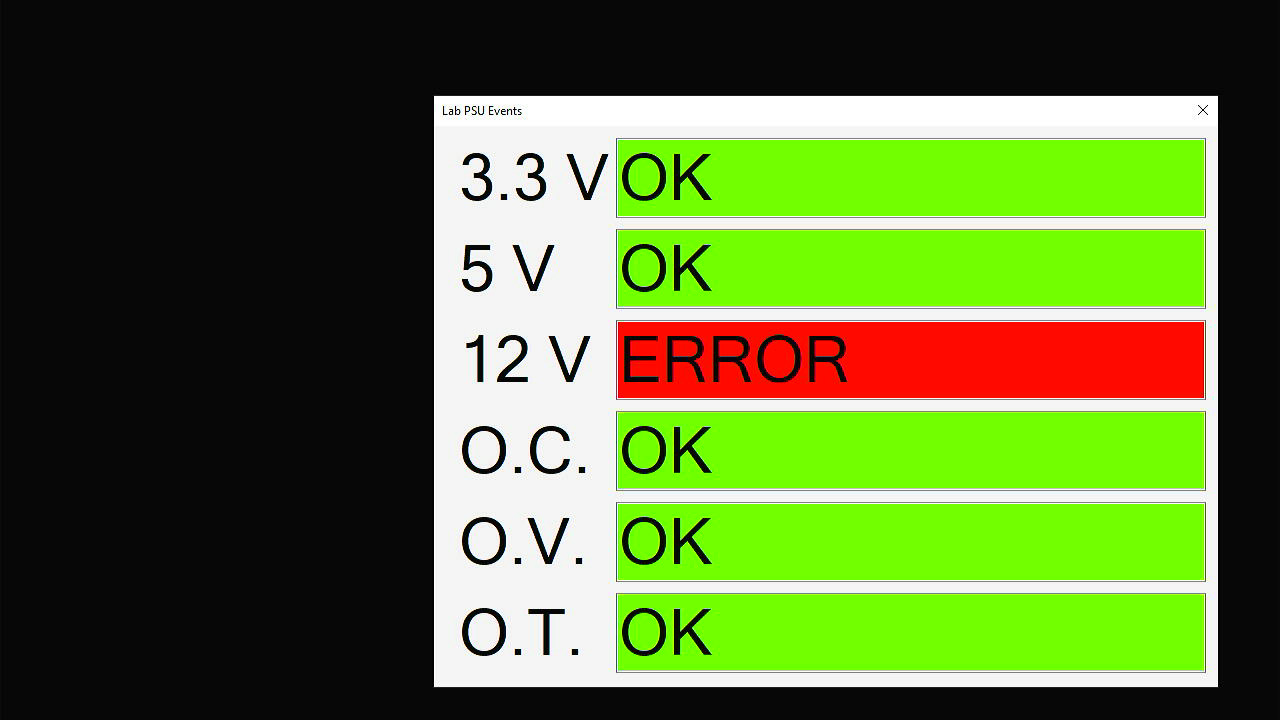 Lab PSU Events
3.3 V OK
5 V OK
12 V ERROR
O.C. OK
O.V. OK
O.T. OK